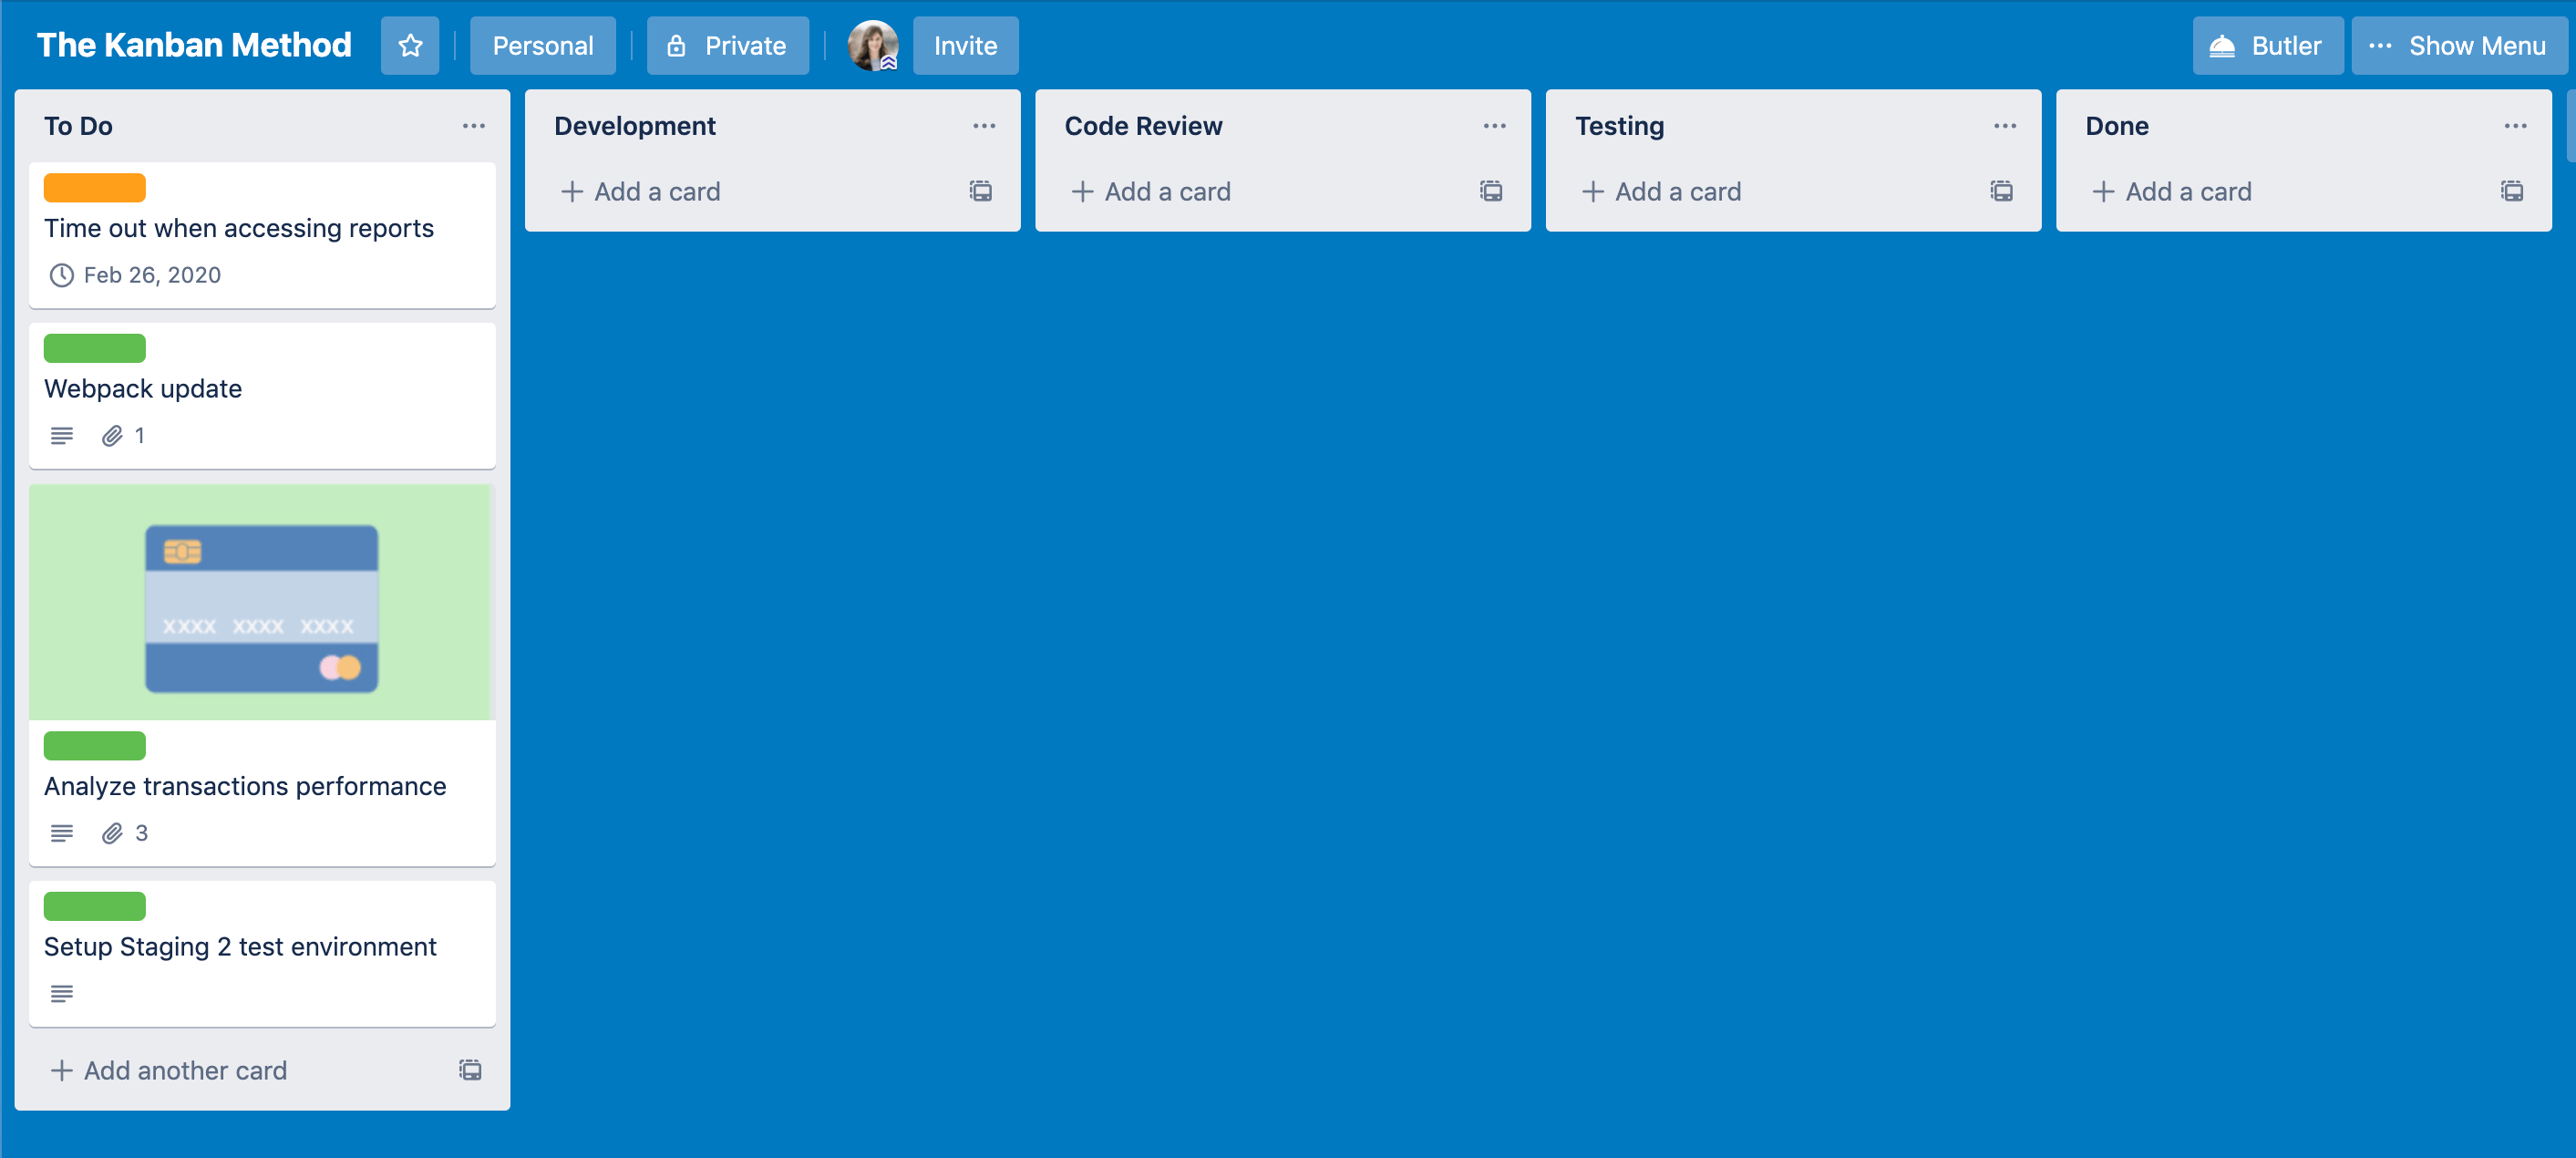 The Kanban Method
Personal
Private
Invite
Butler
Show Menu
To Do
Time out when accessing reports
Feb 26, 2020
Webpack update
1
XXXX XXXX XXXX
Analyze transactions performance
3
Setup Staging 2 test environment
Add another card
Development
Add a card
Code Review
Add a card
Testing
Add a card
Done
Add a card